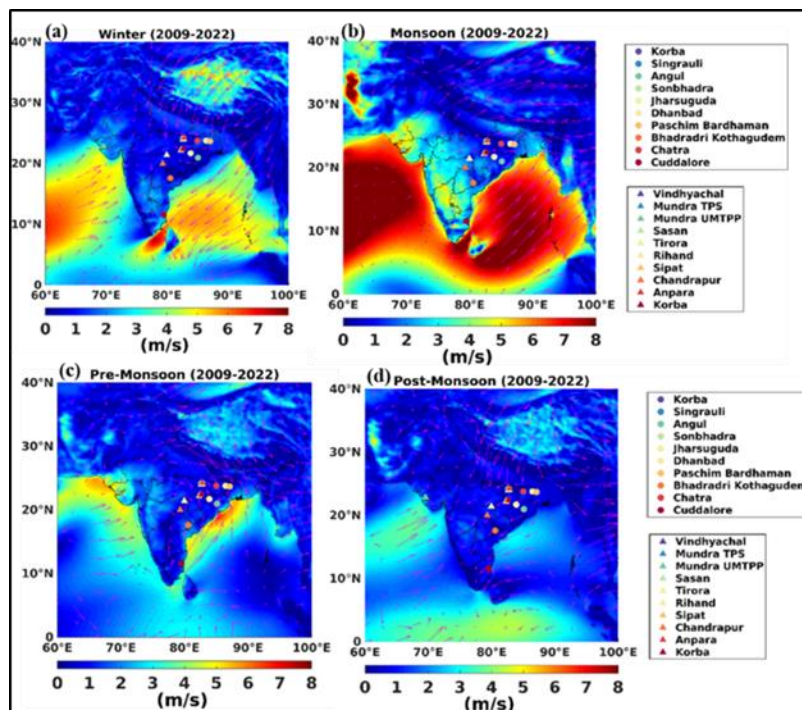 (a) Winter (2009-2022)
40°N
30°N
20°N
10°N
0
60°E 70°E 80°E 90°E 100°E
0 1 2 3 4 5 6 7 8
(m/s)
(b) Monsoon (2009-2022)
40°N
30°N
20°N
10°N
0
60°E 70°E 80°E 90°E 100°E
0 1 2 3 4 5 6 7 8
(m/s)
Korba
Singrauli
Angul
Sonbhadra
Jharsuguda
Dhanbad
Paschim Bardhaman
Bhadradri Kothagudem
Chatra
Cuddalore
Vindhyachal
Mundra TPS
Mundra UMTPP
Sasan
Tirora
Rihand
Sipat
Chandrapur
Anpara
Korba
(c) Pre-Monsoon (2009-2022)
40°N
30°N
20°N
10°N
0
60°E 70°E 80°E 90°E 100°E
0 1 2 3 4 5 6 7 8
(m/s)
(d) Post-Monsoon (2009-2022)
40°N
30°N
20°N
10°N
0
60°E 70°E 80°E 90°E 100°E
0 1 2 3 4 5 6 7 8
(m/s)
Korba
Singrauli
Angul
Sonbhadra
Jharsuguda
Dhanbad
Paschim Bardhaman
Bhadradri Kothagudem
Chatra
Cuddalore
Vindhyachal
Mundra TPS
Mundra UMTPP
Sasan
Tirora
Rihand
Sipat
Chandrapur
Anpara
Korba